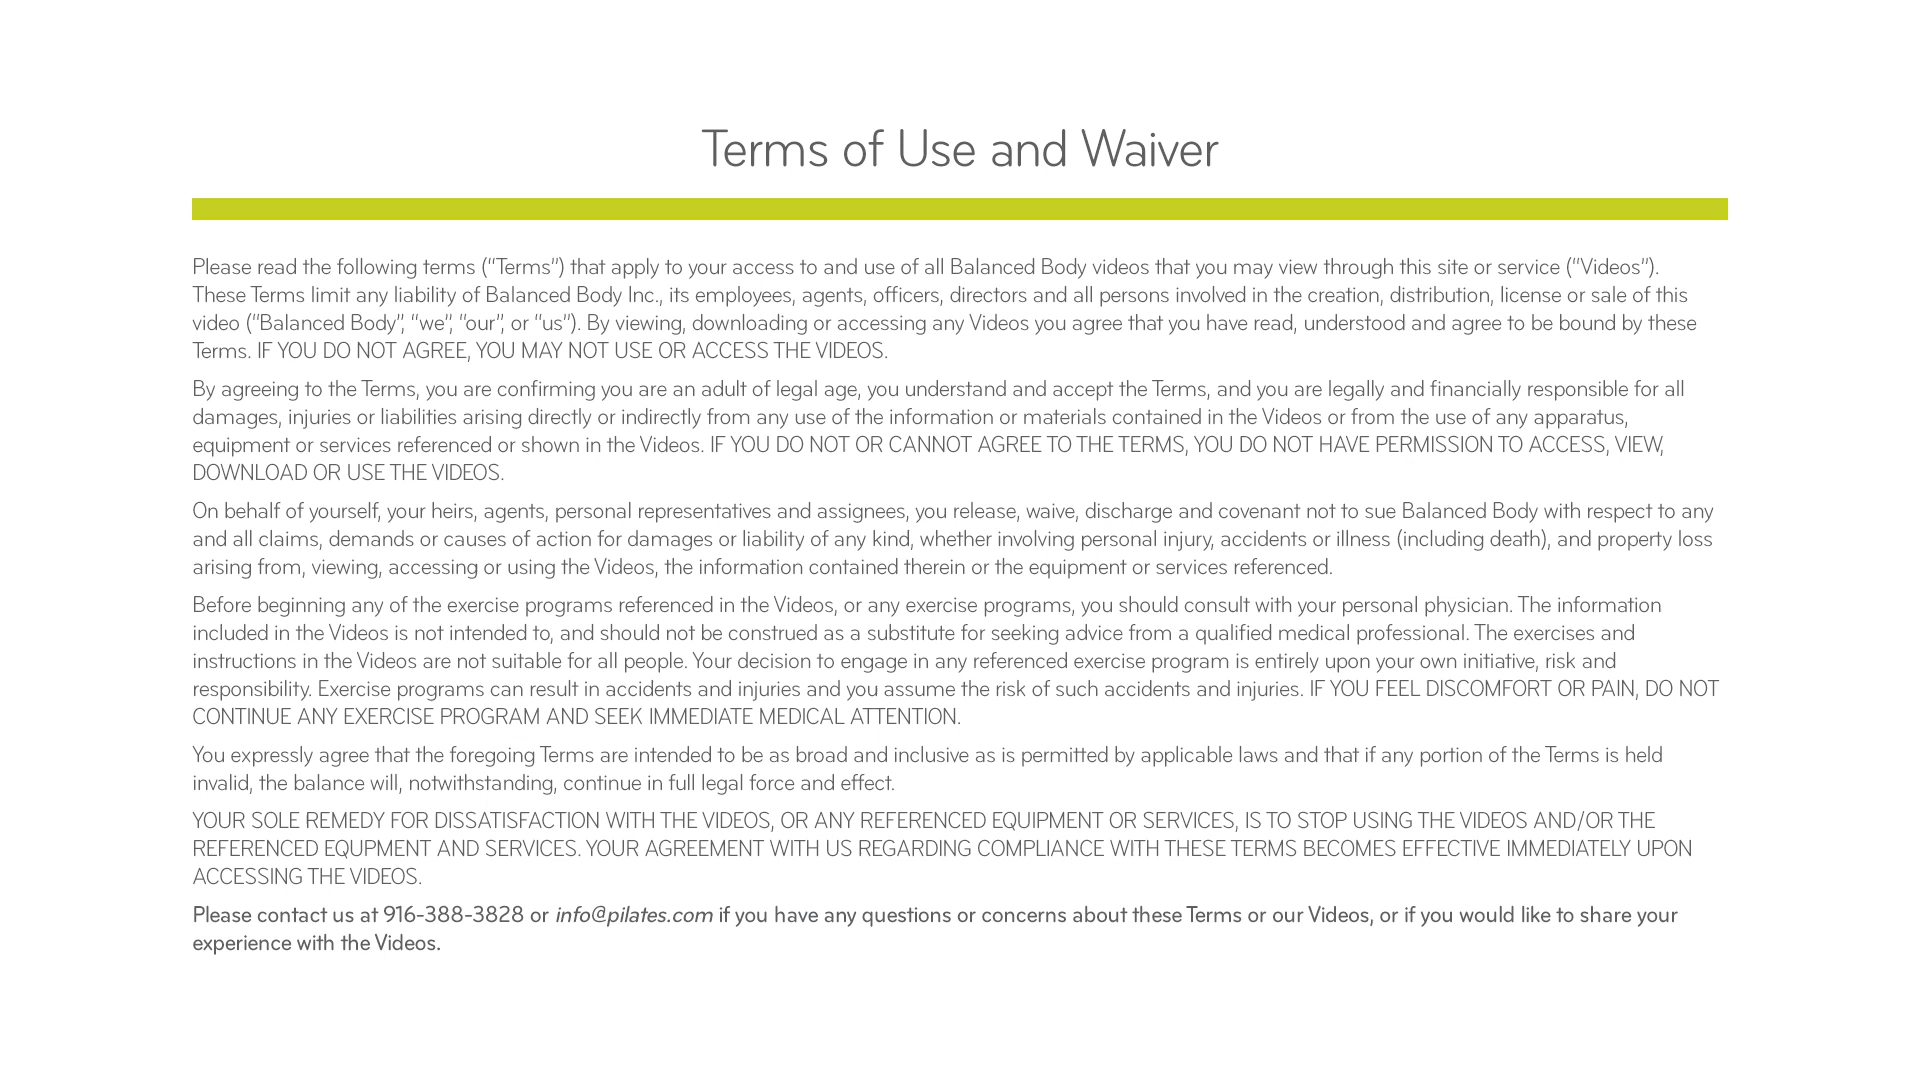 Terms of Use and Waiver
Please read the following terms (“Terms”) that apply to your access to and use of all Balanced Body videos that you may view through this site or service (“Videos”).
These Terms limit any liability of Balanced Body Inc., its employees, agents, officers, directors and all persons involved in the creation, distribution, license or sale of this
video (“Balanced Body”, “we”, “our”, or “us”). By viewing, downloading or accessing any Videos you agree that you have read, understood and agree to be bound by these
Terms. IF YOU DO NOT AGREE, YOU MAY NOT USE OR ACCESS THE VIDEOS.
By agreeing to the Terms, you are confirming you are an adult of legal age, you understand and accept the Terms, and you are legally and financially responsible for all
damages, injuries or liabilities arising directly or indirectly from any use of the information or materials contained in the Videos or from the use of any apparatus,
equipment or services referenced or shown in the Videos. IF YOU DO NOT OR CANNOT AGREE TO THE TERMS, YOU DO NOT HAVE PERMISSION TO ACCESS, VIEW,
DOWNLOAD OR USE THE VIDEOS.
On behalf of yourself, your heirs, agents, personal representatives and assignees, you release, waive, discharge and covenant not to sue Balanced Body with respect to any
and all claims, demands or causes of action for damages or liability of any kind, whether involving personal injury, accidents or illness (including death), and property loss
arising from, viewing, accessing or using the Videos, the information contained therein or the equipment or services referenced.
Before beginning any of the exercise programs referenced in the Videos, or any exercise programs, you should consult with your personal physician. The information
included in the Videos is not intended to, and should not be construed as a substitute for seeking advice from a qualified medical professional. The exercises and
instructions in the Videos are not suitable for all people. Your decision to engage in any referenced exercise program is entirely upon your own initiative, risk and
responsibility. Exercise programs can result in accidents and injuries and you assume the risk of such accidents and injuries. IF YOU FEEL DISCOMFORT OR PAIN, DO NOT
CONTINUE ANY EXERCISE PROGRAM AND SEEK IMMEDIATE MEDICAL ATTENTION.
You expressly agree that the foregoing Terms are intended to be as broad and inclusive as is permitted by applicable laws and that if any portion of the Terms is held
invalid, the balance will, notwithstanding, continue in full legal force and effect.
YOUR SOLE REMEDY FOR DISSATISFACTION WITH THE VIDEOS, OR ANY REFERENCED EQUIPMENT OR SERVICES, IS TO STOP USING THE VIDEOS AND/OR THE
REFERENCED EQUPMENT AND SERVICES. YOUR AGREEMENT WITH US REGARDING COMPLIANCE WITH THESE TERMS BECOMES EFFECTIVE IMMEDIATELY UPON
ACCESSING THE VIDEOS.
Please contact us at 916-388-3828 or info@pilates.com if you have any questions or concerns about these Terms or our Videos, or if you would like to share your
experience with the Videos.